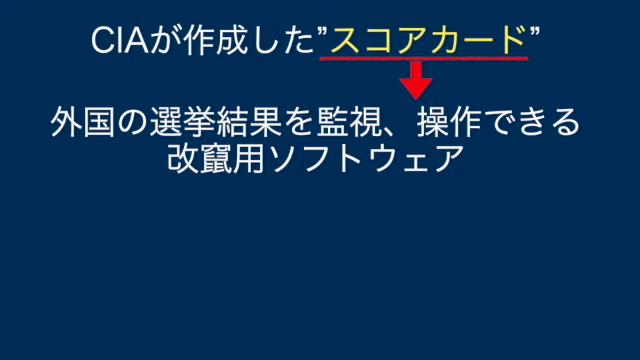 CIAが作成した”スコアカード”
外国の選挙結果を監視、操作できる
改竄用ソフトウェア